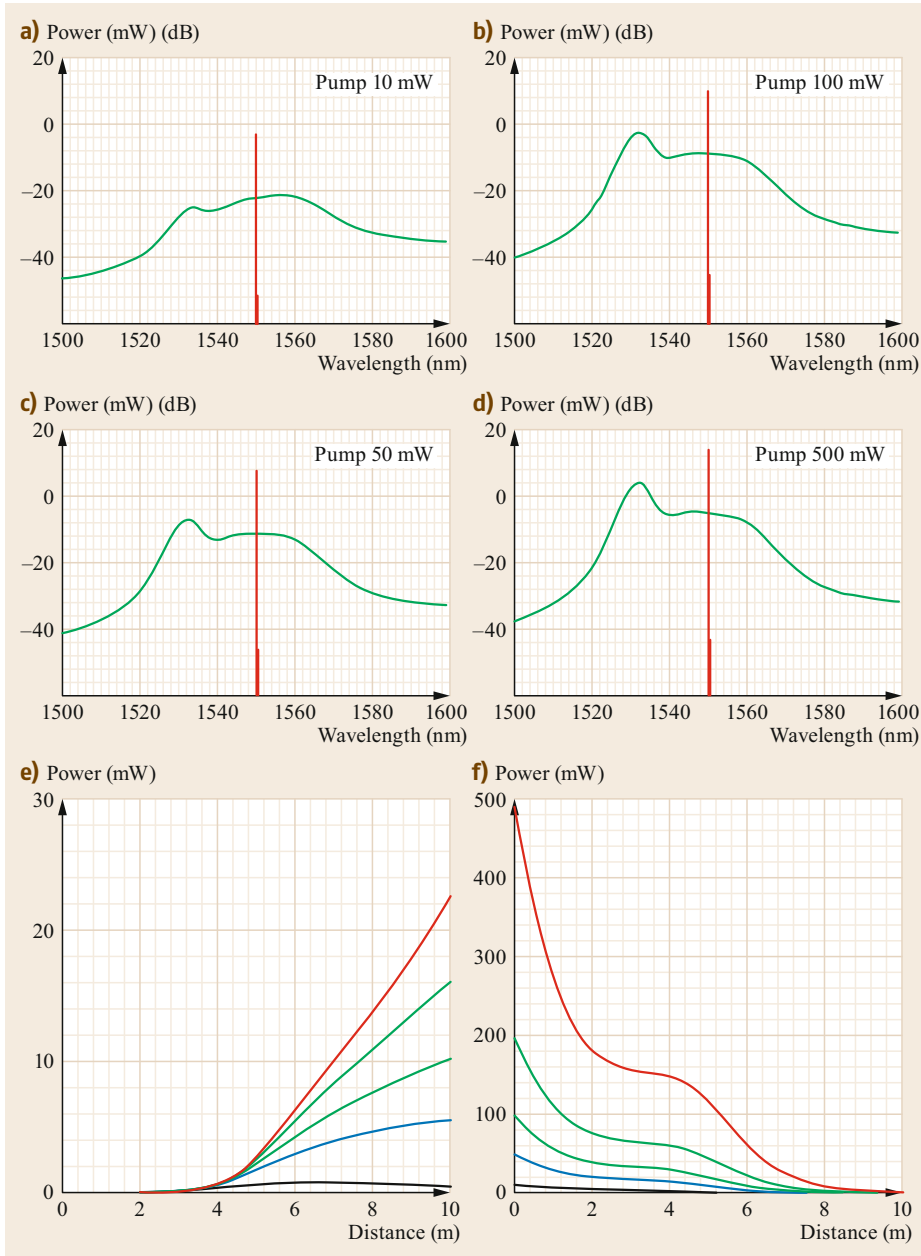 a) Power (mW) (dB)
20
Pump 10 mW
0
–20
–40
1500 1520 1540 1560 1580 1600
Wavelength (nm)
b) Power (mW) (dB)
20
Pump 100 mW
0
–20
–40
1500 1520 1540 1560 1580 1600
Wavelength (nm)
c) Power (mW) (dB)
20
Pump 50 mW
0
–20
–40
1500 1520 1540 1560 1580 1600
Wavelength (nm)
d) Power (mW) (dB)
20
Pump 500 mW
0
–20
–40
1500 1520 1540 1560 1580 1600
Wavelength (nm)
e) Power (mW)
30
20
10
0
0 2 4 6 8 10
Distance (m)
f) Power (mW)
500
400
300
200
100
0
0 2 4 6 8 10
Distance (m)